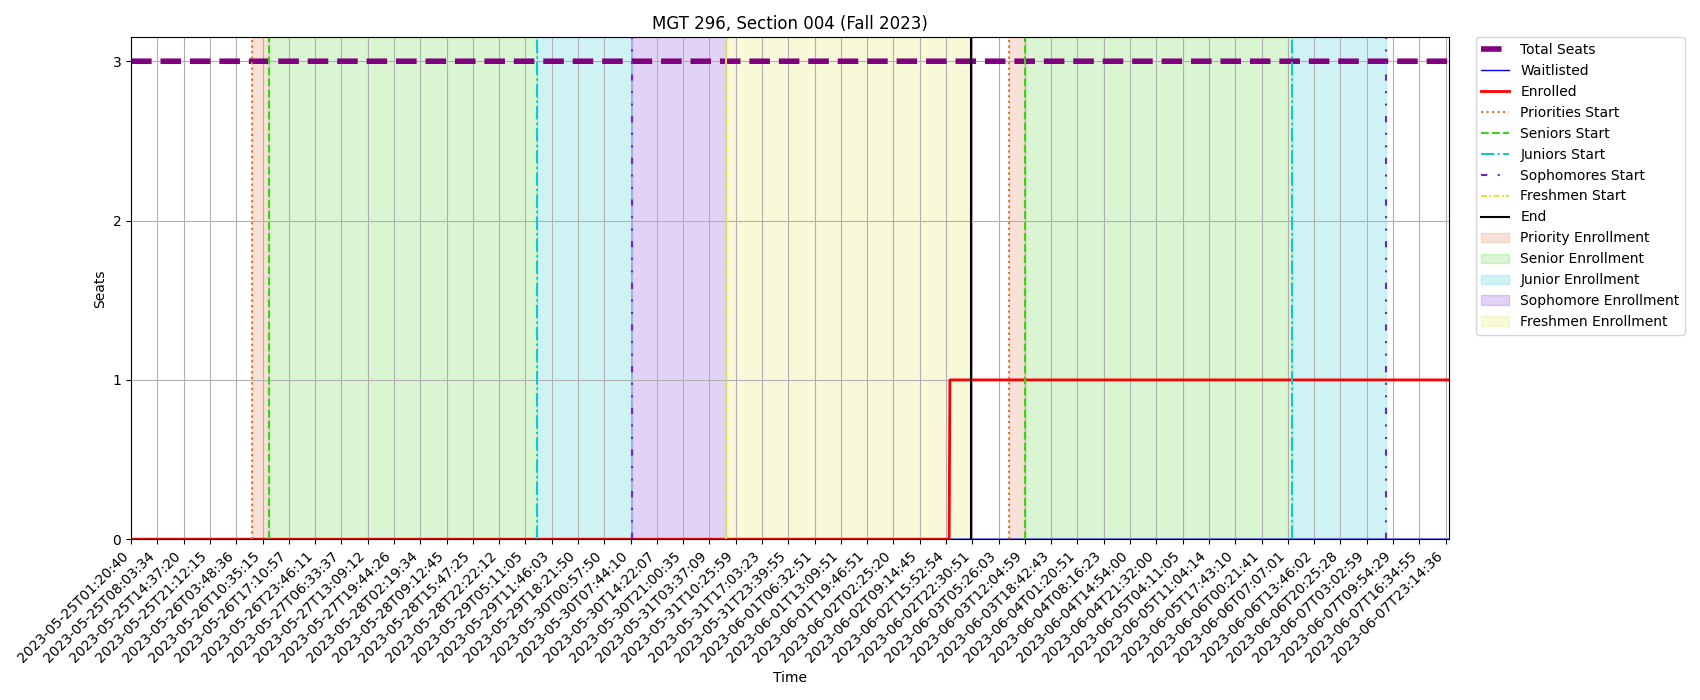 MGT 296, Section 004 (Fall 2023)
Seats
3
2
1
0
2023-05-25T01:20:40
2023-05-25T08:03:34
2023-05-25T14:37:20
2023-05-25T21:12:15
2023-05-26T03:48:36
2023-05-26T10:35:15
2023-05-26T17:10:57
2023-05-26T23:46:11
2023-05-27T06:33:37
2023-05-27T13:09:12
2023-05-27T19:44:26
2023-05-28T02:19:34
2023-05-28T09:12:45
2023-05-28T15:47:25
2023-05-28T22:22:12
2023-05-29T05:11:05
2023-05-29T11:46:03
2023-05-29T18:21:50
2023-05-30T00:57:50
2023-05-30T07:44:10
2023-05-30T14:22:07
2023-05-30T21:00:35
2023-05-31T03:37:09
2023-05-31T10:25:59
2023-05-31T17:03:23
2023-05-31T23:39:55
2023-06-01T06:32:51
2023-06-01T13:09:51
2023-06-01T19:46:51
2023-06-02T02:25:20
2023-06-02T09:14:45
2023-06-02T15:52:54
2023-06-02T22:30:51
2023-06-03T05:26:03
2023-06-03T12:04:59
2023-06-03T18:42:43
2023-06-04T01:20:51
2023-06-04T08:16:23
2023-06-04T14:54:00
2023-06-04T21:32:00
2023-06-05T04:11:05
2023-06-05T11:04:14
2023-06-05T17:43:10
2023-06-06T00:21:41
2023-06-06T07:07:01
2023-06-06T13:46:02
2023-06-06T20:25:28
2023-06-07T03:02:59
2023-06-07T09:54:29
2023-06-07T16:34:55
2023-06-07T23:14:36
Time
Total Seats
Waitlisted
Enrolled
Priorities Start
Seniors Start
Juniors Start
Sophomores Start
Freshmen Start
End
Priority Enrollment
Senior Enrollment
Junior Enrollment
Sophomore Enrollment
Freshmen Enrollment